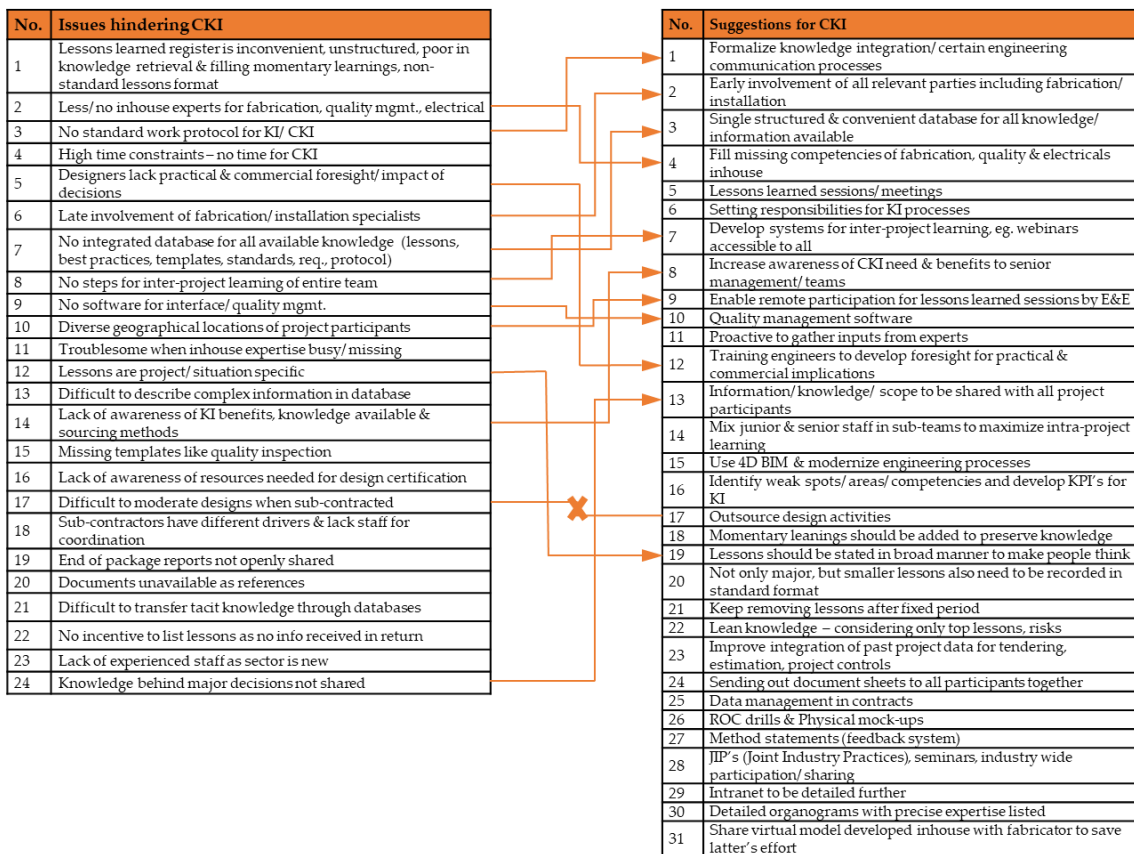 No. Issues hindering CKI
1 Lessons learned register is inconvenient, unstructured, poor in
knowledge retrieval & filling momentary learnings, non-
standard lessons format
2 Less/ no inhouse experts for fabrication, quality mgmt., electrical
3 No standard work protocol for KI/ CKI
4 High time constraints – no time for CKI
5 Designers lack practical & commercial foresight/ impact of
decisions
6 Late involvement of fabrication/ installation specialists
7 No integrated database for all available knowledge (lessons,
best practices, templates, standards, req., protocol)
8 No steps for inter-project learning of entire team
9 No software for interface/ quality mgmt.
10 Diverse geographical locations of project participants
11 Troublesome when inhouse expertise busy/ missing
12 Lessons are project/ situation specific
13 Difficult to describe complex information in database
14 Lack of awareness of KI benefits, knowledge available &
sourcing methods
15 Missing templates like quality inspection
16 Lack of awareness of resources needed for design certification
17 Difficult to moderate designs when sub-contracted
18 Sub-contractors have different drivers & lack staff for
coordination
19 End of package reports not openly shared
20 Documents unavailable as references
21 Difficult to transfer tacit knowledge through databases
22 No incentive to list lessons as no info received in return
23 Lack of experienced staff as sector is new
24 Knowledge behind major decisions not shared
No. Suggestions for CKI
1 Formalize knowledge integration/ certain engineering
communication processes
2 Early involvement of all relevant parties including fabrication/
installation
3 Single structured & convenient database for all knowledge/
information available
4 Fill missing competencies of fabrication, quality & electricals
inhouse
5 Lessons learned sessions/ meetings
6 Setting responsibilities for KI processes
7 Develop systems for inter-project learning, eg. webinars
accessible to all
8 Increase awareness of CKI need & benefits to senior
management/ teams
9 Enable remote participation for lessons learned sessions by E&E
10 Quality management software
11 Proactive to gather inputs from experts
12 Training engineers to develop foresight for practical &
commercial implications
13 Information/ knowledge/ scope to be shared with all project
participants
14 Mix junior & senior staff in sub-teams to maximize intra-project
learning
15 Use 4D BIM & modernize engineering processes
16 Identify weak spots/ areas/ competencies and develop KPI's for
KI
17 Outsource design activities
18 Momentary leanings should be added to preserve knowledge
19 Lessons should be stated in broad manner to make people think
20 Not only major, but smaller lessons also need to be recorded in
standard format
21 Keep removing lessons after fixed period
22 Lean knowledge – considering only top lessons, risks
23 Improve integration of past project data for tendering,
estimation, project controls
24 Sending out document sheets to all participants together
25 Data management in contracts
26 ROC drills & Physical mock-ups
27 Method statements (feedback system)
28 JIP's (Joint Industry Practices), seminars, industry wide
participation/ sharing
29 Intranet to be detailed further
30 Detailed organograms with precise expertise listed
31 Share virtual model developed inhouse with fabricator to save
latter's effort